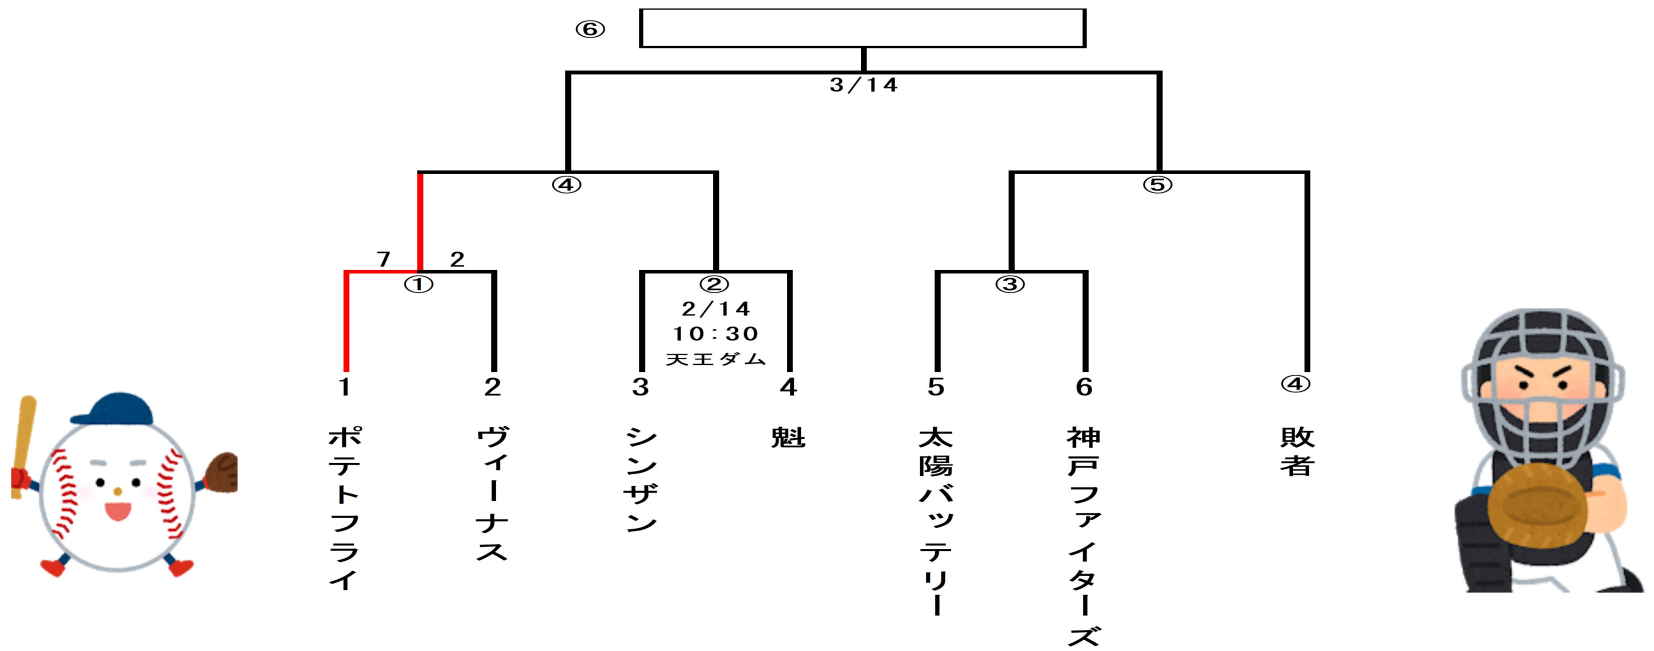 ⑥
3/14
④
⑤
7
2
①
②
③
2/14
10:30
天王ダム
1
2
3
4
5
6
④
ポテトフライ
ヴィーナス
シンザン
魁
太陽バッテリー
神戸ファイターズ
敗者